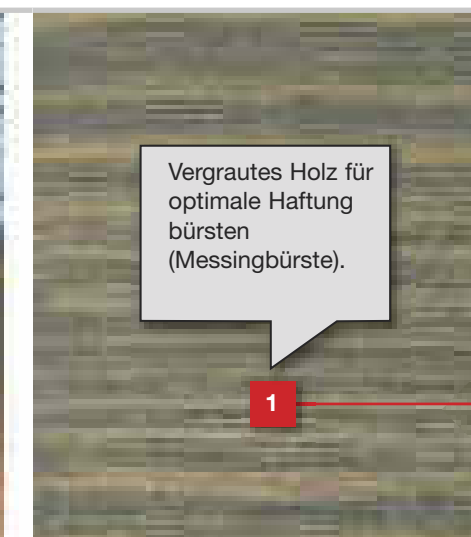 Vergrautes Holz für
optimale Haftung
bürsten
(Messingbürste).
1